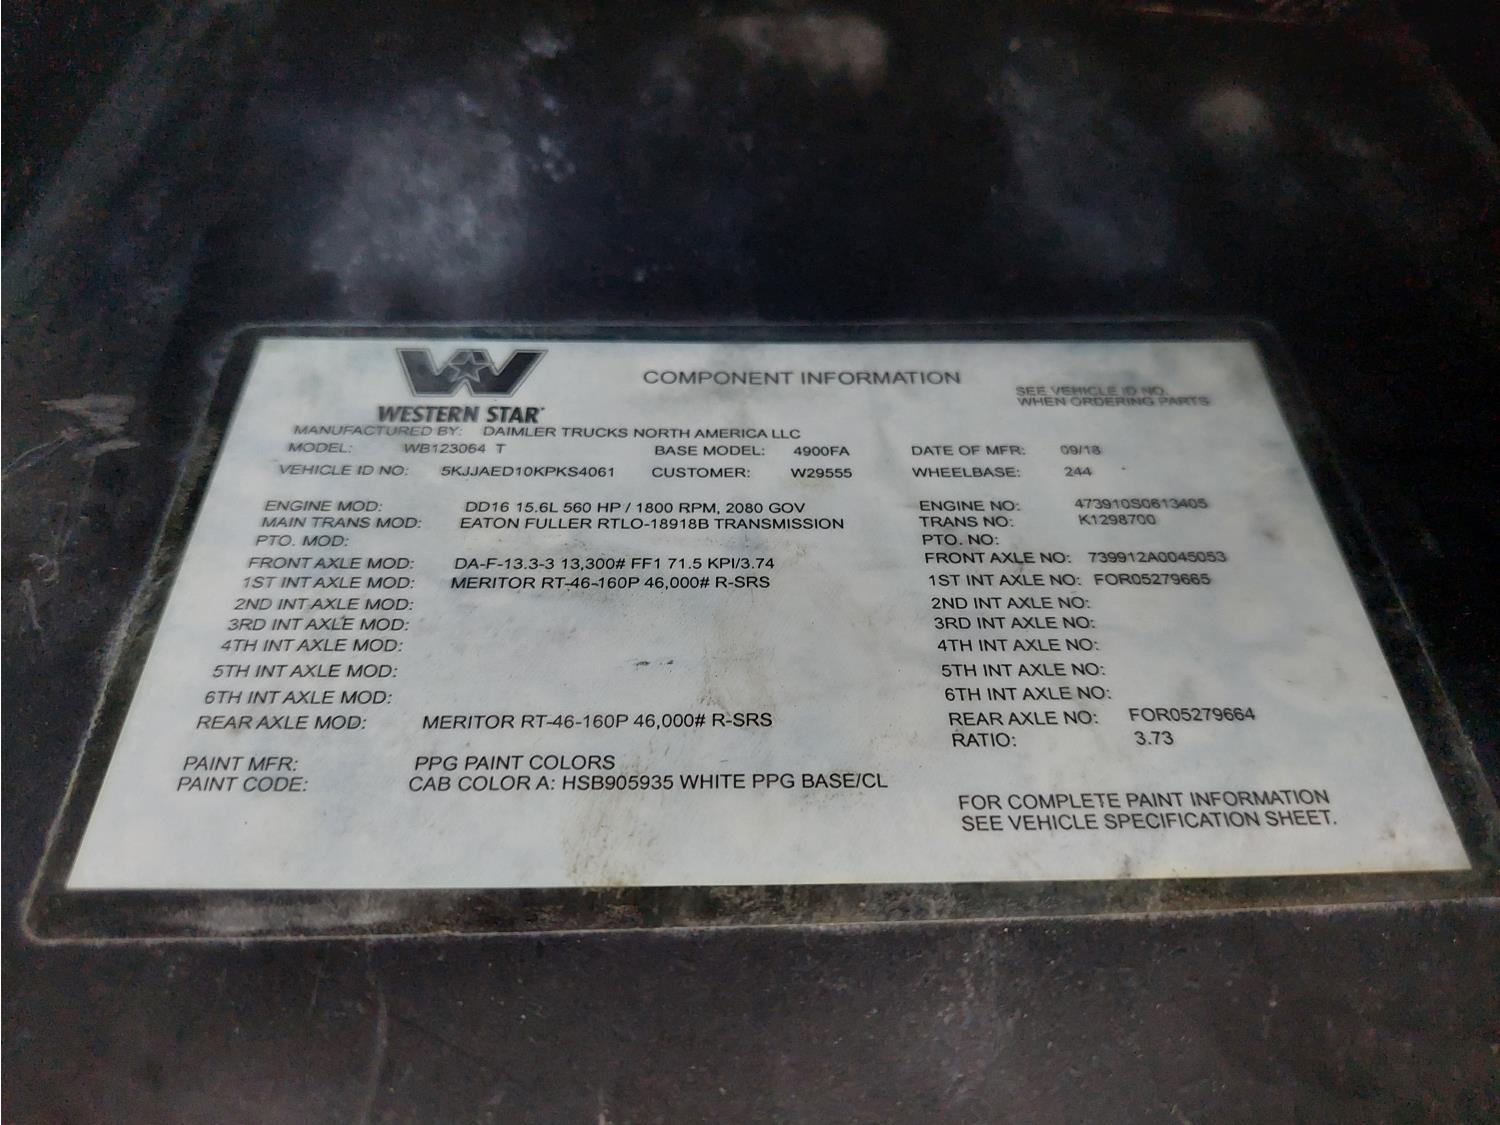 COMPONENT INFORMATION
SEE VEHICLE ID NO.
WHEN ORDERING PARTS
WESTERN STAR
MANUFACTURED BY: DAIMLER TRUCKS NORTH AMERICA LLC
MODEL: WB123064 T BASE MODEL: 4900FA DATE OF MFR: 09/18
VEHICLE ID NO: 5KJJAED10KPKS4061 CUSTOMER: W29555 WHEELBASE: 244
ENGINE MOD: DD16 15.6L 560 HP / 1800 RPM, 2080 GOV ENGINE NO: 473910S0613405
MAIN TRANS MOD: EATON FULLER RTLO-18918B TRANSMISSION TRANS NO: K1298700
PTO. MOD: PTO. NO:
FRONT AXLE MOD: DA-F-13.3-3 13,300# FF1 71.5 KPI/3.74 FRONT AXLE NO: 739912A0045053
1ST INT AXLE MOD: MERITOR RT-46-160P 46,000# R-SRS 1ST INT AXLE NO: FOR05279665
2ND INT AXLE MOD: 2ND INT AXLE NO:
3RD INT AXLE MOD: 3RD INT AXLE NO:
4TH INT AXLE MOD: 4TH INT AXLE NO:
5TH INT AXLE MOD: 5TH INT AXLE NO:
6TH INT AXLE MOD: 6TH INT AXLE NO:
REAR AXLE MOD: MERITOR RT-46-160P 46,000# R-SRS REAR AXLE NO: FOR05279664
RATIO: 3.73
PAINT MFR: PPG PAINT COLORS
PAINT CODE: CAB COLOR A: HSB905935 WHITE PPG BASE/CL
FOR COMPLETE PAINT INFORMATION
SEE VEHICLE SPECIFICATION SHEET.